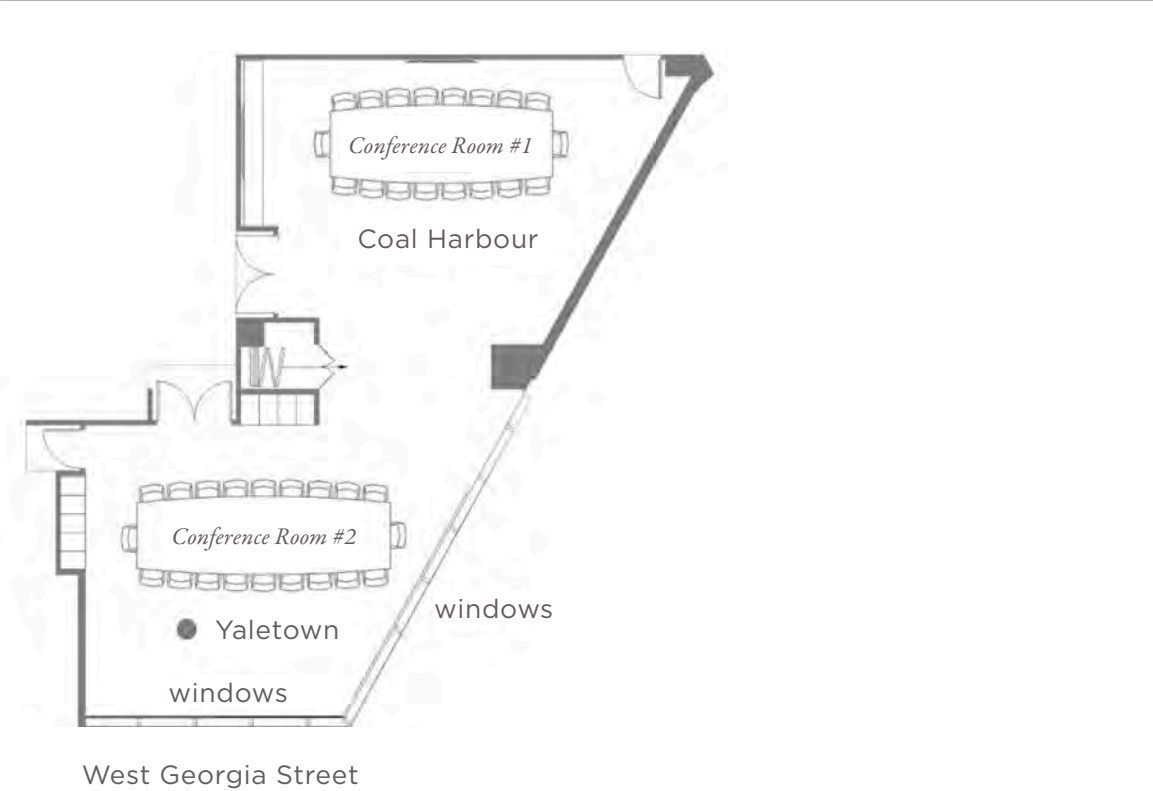 Conference Room #1
Coal Harbour
Conference Room #2
windows
Yaletown
windows
West Georgia Street